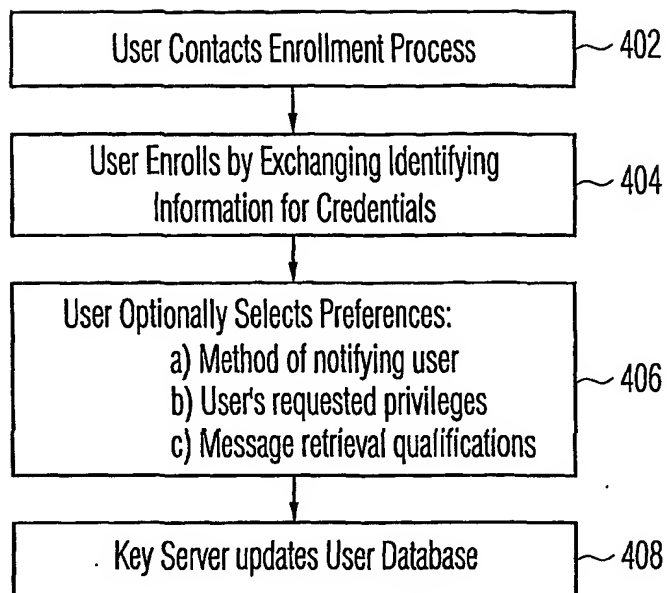 User Contacts Enrollment Process 402
User Enrolls by Exchanging Identifying
Information for Credentials
404
User Optionally Selects Preferences:
a) Method of notifying user
b) User's requested privileges
c) Message retrieval qualifications
406
Key Server updates User Database 408